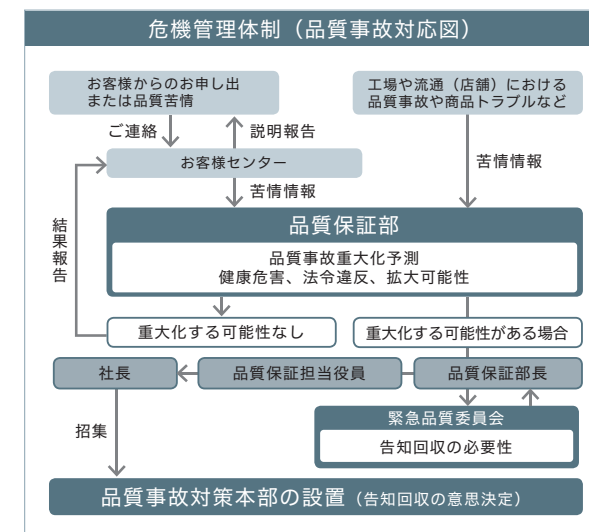 危機管理体制（品質事故対応図）
お客様からのお申し出
または品質苦情
工場や流通（店舗）における
品質事故や商品トラブルなど
ご連絡
説明報告
お客様センター
苦情情報
苦情情報
結果報告
品質保証部
品質事故重大化予測
健康危害、法令違反、拡大可能性
重大化する可能性なし
重大化する可能性がある場合
社長
品質保証担当役員
品質保証部長
招集
緊急品質委員会
告知回収の必要性
品質事故対策本部の設置（告知回収の意思決定）